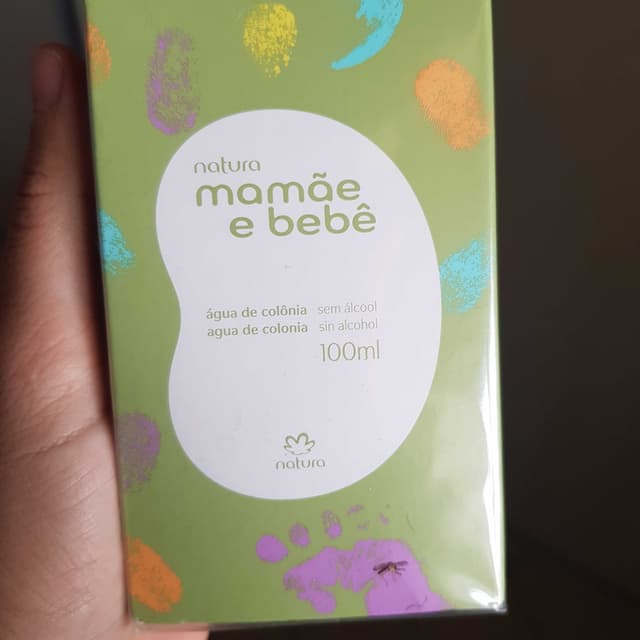 natura
mamãe
e bebê
água de colônia sem álcool
agua de colonia sin alcohol
100ml
natura